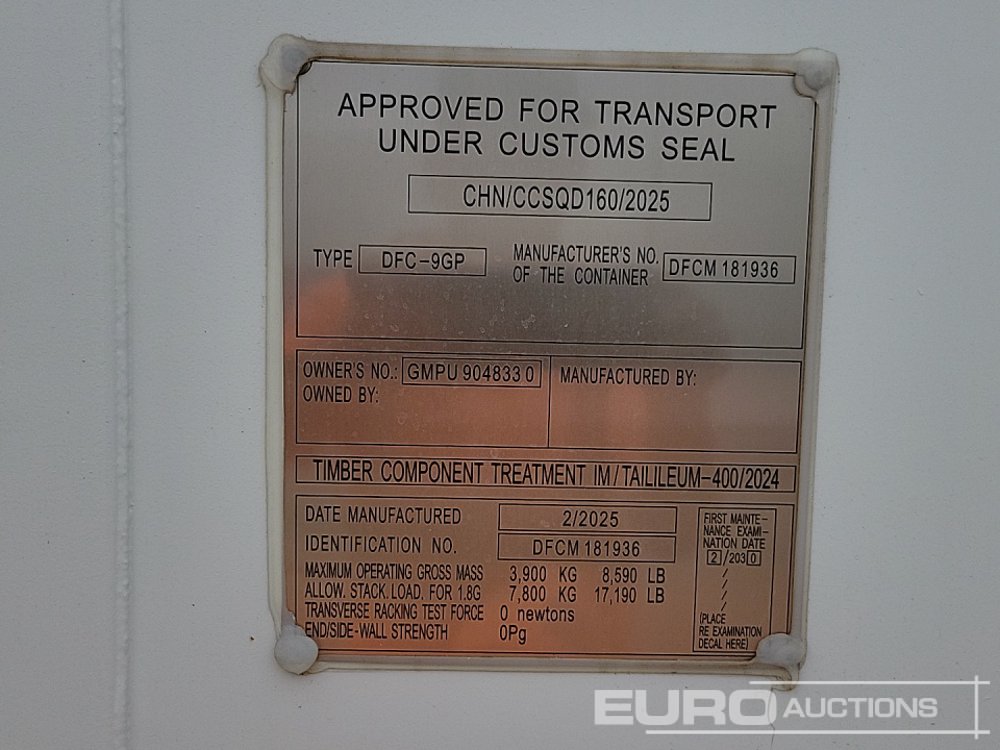 APPROVED FOR TRANSPORT
UNDER CUSTOMS SEAL
CHN/CCSQD160/2025
TYPE DFC-9GP
MANUFACTURER'S NO.
OF THE CONTAINER
DFCM 181936
OWNER'S NO.: GMPU 904833 0
OWNED BY:
MANUFACTURED BY:
TIMBER COMPONENT TREATMENT IM/TAILILEUM-400/2024
DATE MANUFACTURED 2/2025
IDENTIFICATION NO. DFCM 181936
MAXIMUM OPERATING GROSS MASS 3,900 KG 8,590 LB
ALLOW. STACK.LOAD. FOR 1.8G 7,800 KG 17,190 LB
TRANSVERSE RACKING TEST FORCE 0 newtons
END/SIDE-WALL STRENGTH 0Pg
FIRST MAINTE-
NANCE EXAMI-
NATION DATE
2/2030
/
/
/
/
(PLACE
RE EXAMINATION
DECAL HERE)
EURO AUCTIONS